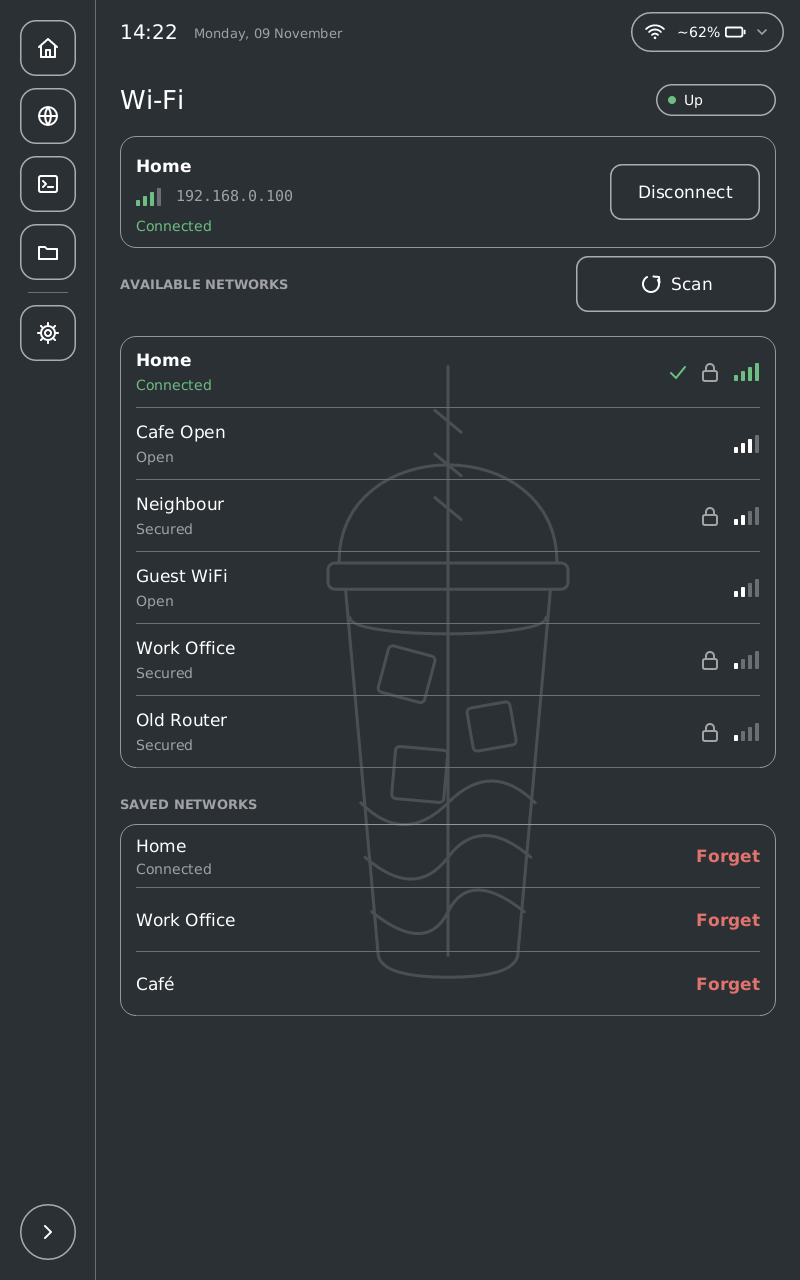 14:22 Monday, 09 November ~62%
Wi-Fi Up
Home
192.168.0.100
Connected
Disconnect
AVAILABLE NETWORKS Scan
Home
Connected
Cafe Open
Open
Neighbour
Secured
Guest WiFi
Open
Work Office
Secured
Old Router
Secured
SAVED NETWORKS
Home
Connected
Forget
Work Office Forget
Café Forget